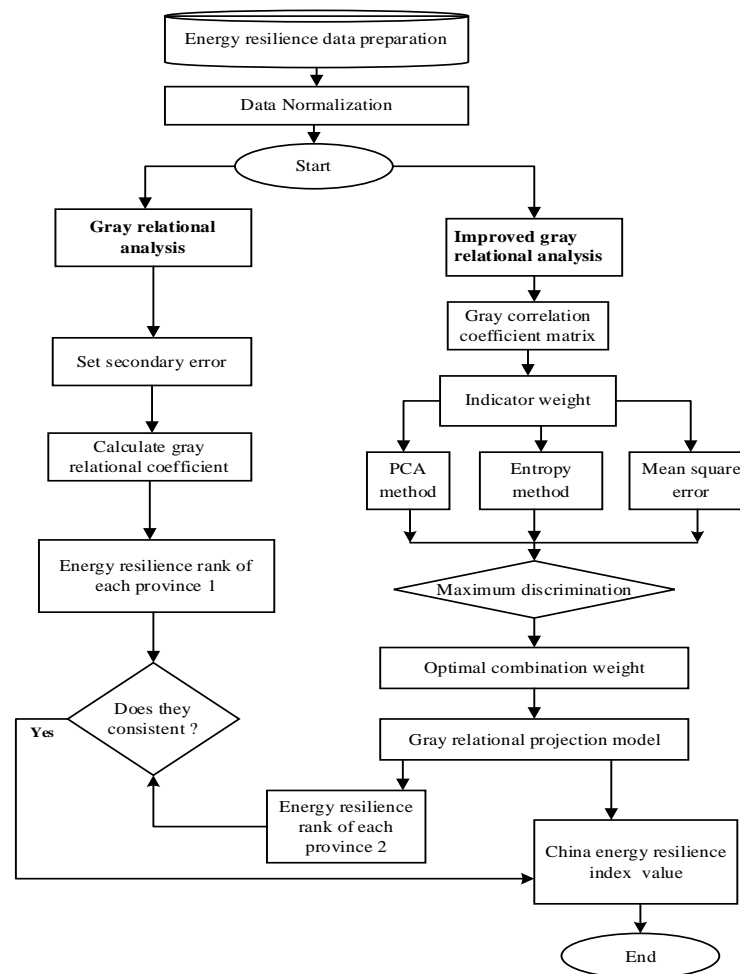 Energy resilience data preparation
Data Normalization
Start
Gray relational
analysis
Improved gray
relational analysis
Gray correlation
coefficient matrix
Set secondary error
Indicator weight
Calculate gray
relational coefficient
PCA
method
Entropy
method
Mean square
error
Energy resilience rank of
each province 1
Maximum discrimination
Optimal combination weight
Does they
consistent ?
Yes
Gray relational projection model
Energy resilience
rank of each
province 2
China energy resilience
index value
End